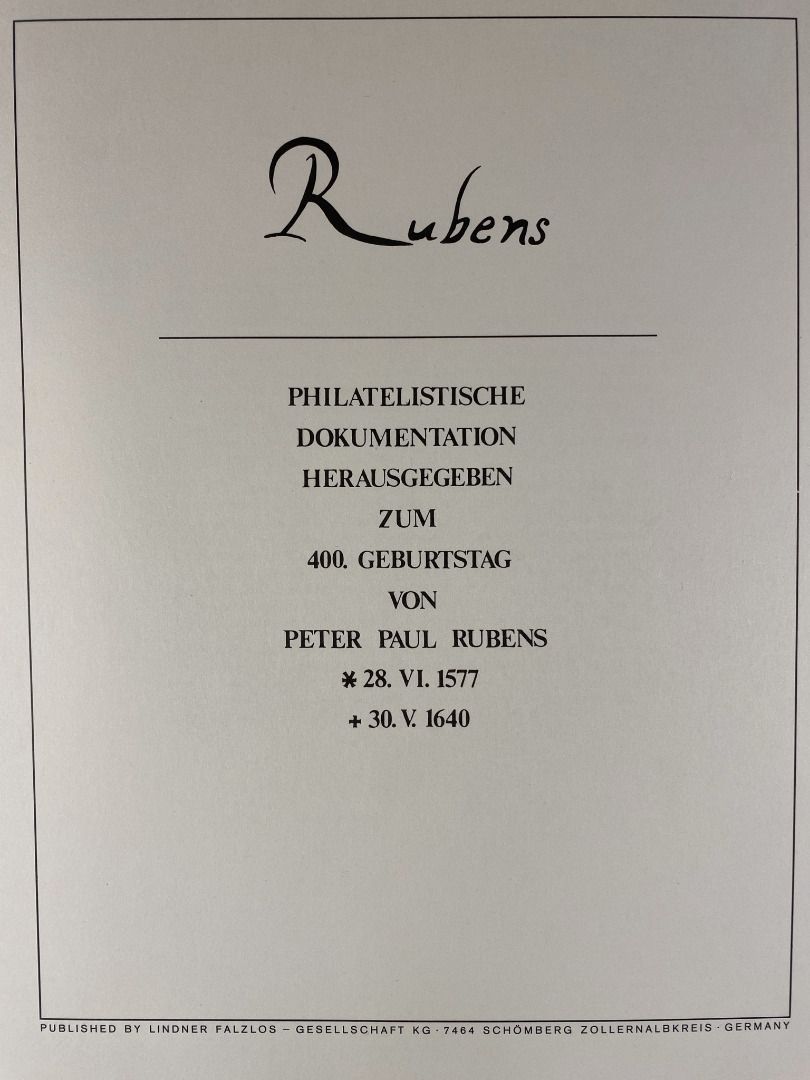 Rubens
PHILATELISTISCHE
DOKUMENTATION
HERAUSGEGEBEN
ZUM
400. GEBURTSTAG
VON
PETER PAUL RUBENS
* 28. VI. 1577
+ 30. V. 1640
PUBLISHED BY LINDNER FALZLOS – GESELLSCHAFT KG · 7464 SCHÖMBERG ZOLLERNALBKREIS · GERMANY